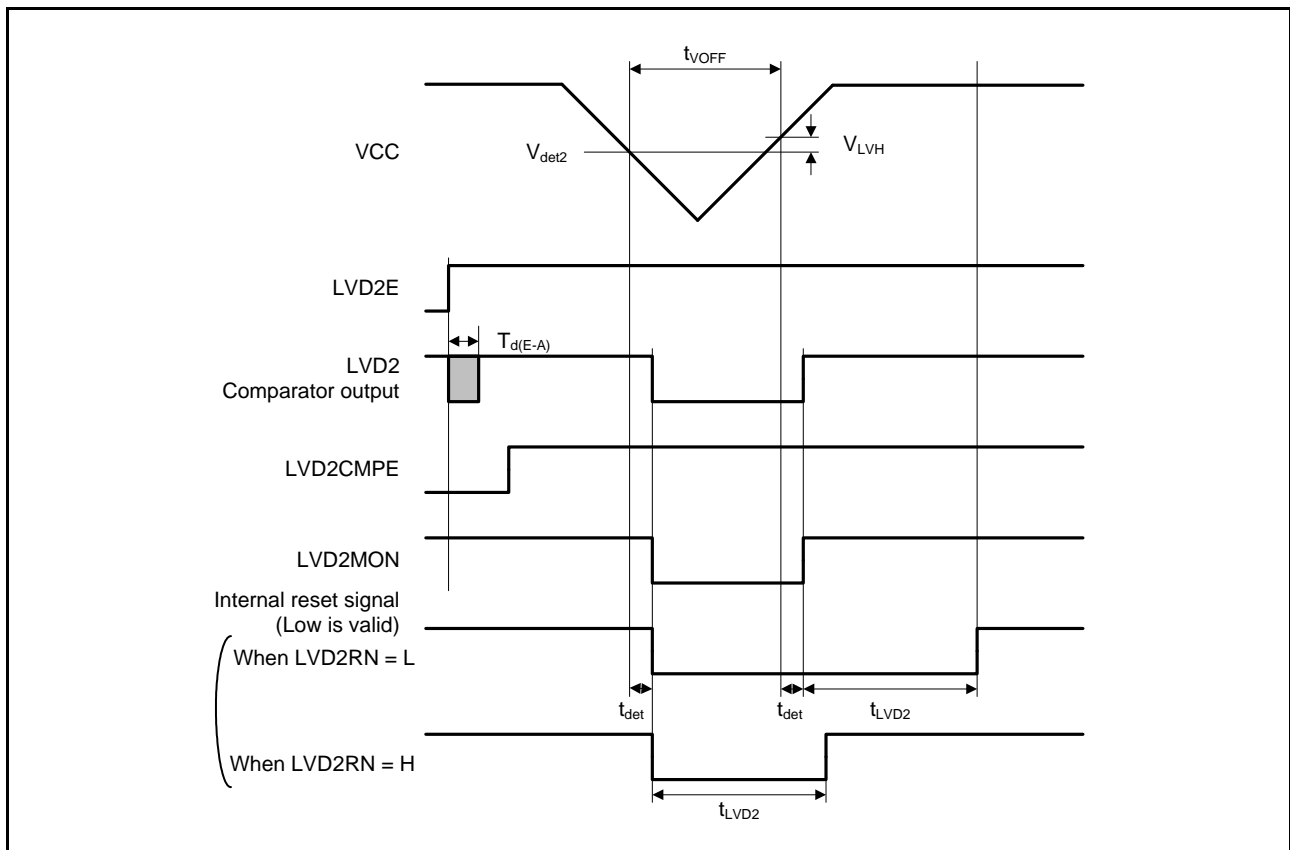 tVOFF
VCC
Vdet2
VLVH
LVD2E
Td(E-A)
LVD2
Comparator output
LVD2CMPE
LVD2MON
Internal reset signal
(Low is valid)
When LVD2RN = L
tdet
tdet
tLVD2
When LVD2RN = H
tLVD2